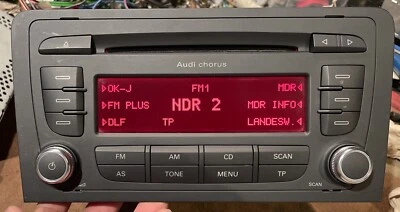 Audi chorus
OK-J FM1 MDR
FM PLUS NDR 2 MDR INFO
DLF TP LANDESW.
FM AM CD SCAN
AS TONE MENU TP
SCAN